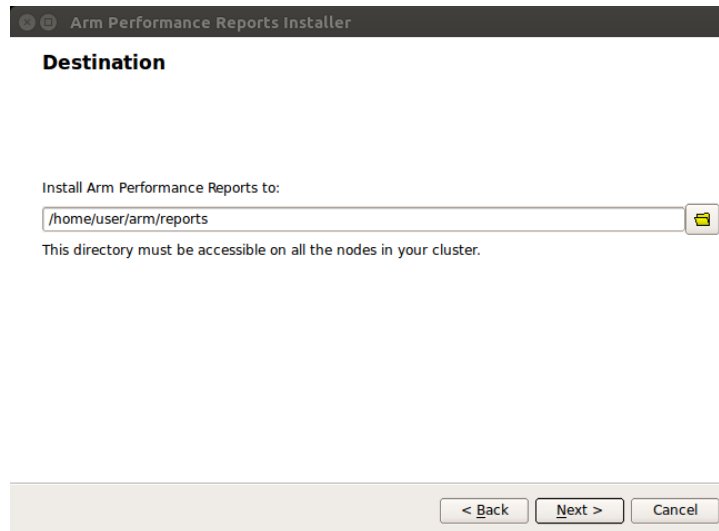 Arm Performance Reports Installer
Destination
Install Arm Performance Reports to:
/home/user/arm/reports
This directory must be accessible on all the nodes in your cluster.
< Back Next > Cancel